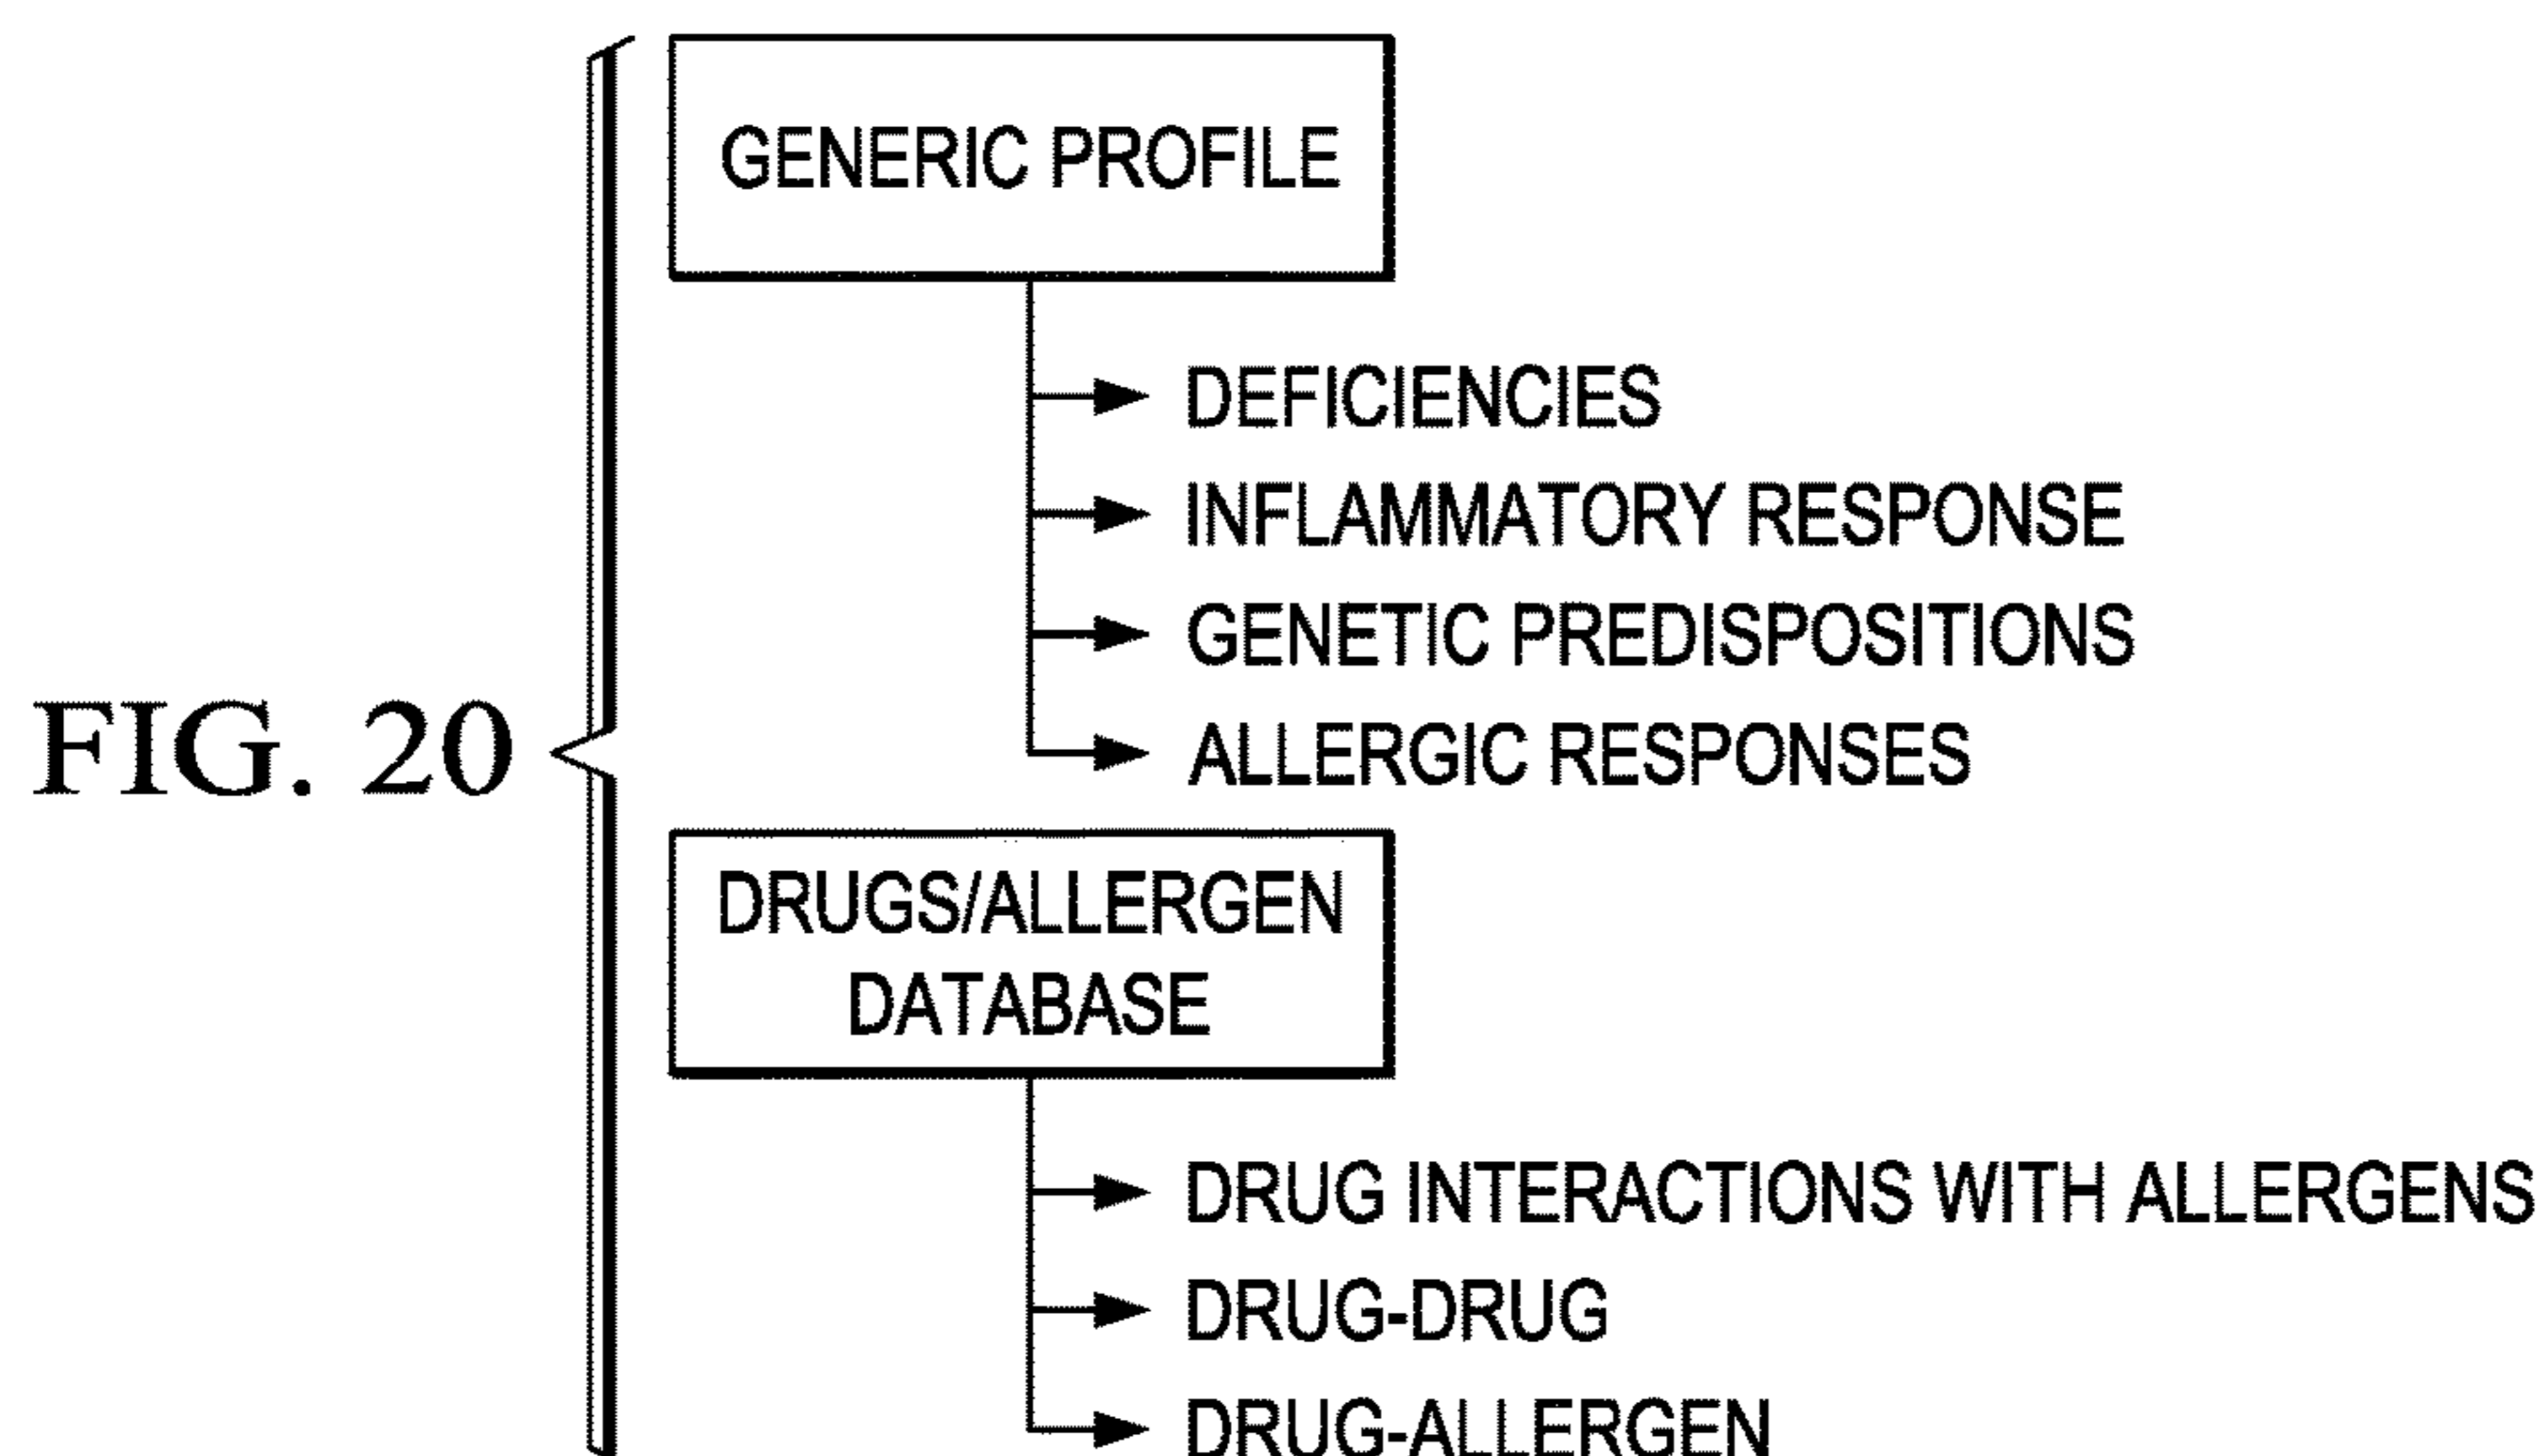 GENERIC PROFILE
DEFICIENCIES
INFLAMMATORY RESPONSE
GENETIC PREDISPOSITIONS
ALLERGIC RESPONSES
FIG. 20
DRUGS/ALLERGEN
DATABASE
DRUG INTERACTIONS WITH ALLERGENS
DRUG-DRUG
DRUG-ALLERGEN